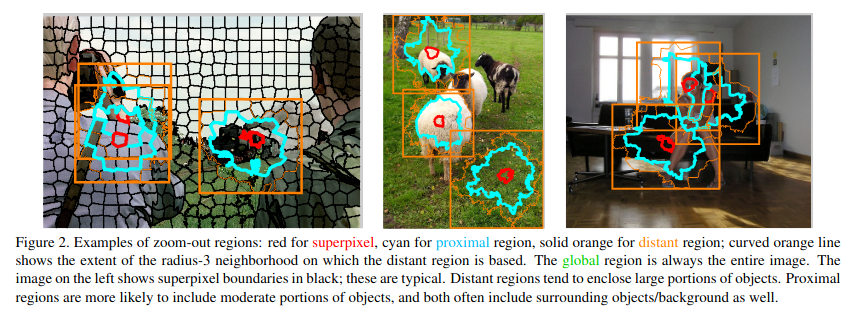 Figure 2. Examples of zoom-out regions: red for superpixel, cyan for proximal region, solid orange for distant region; curved orange line
shows the extent of the radius-3 neighborhood on which the distant region is based. The global region is always the entire image. The
image on the left shows superpixel boundaries in black; these are typical. Distant regions tend to enclose large portions of objects. Proximal
regions are more likely to include moderate portions of objects, and both often include surrounding objects/background as well.